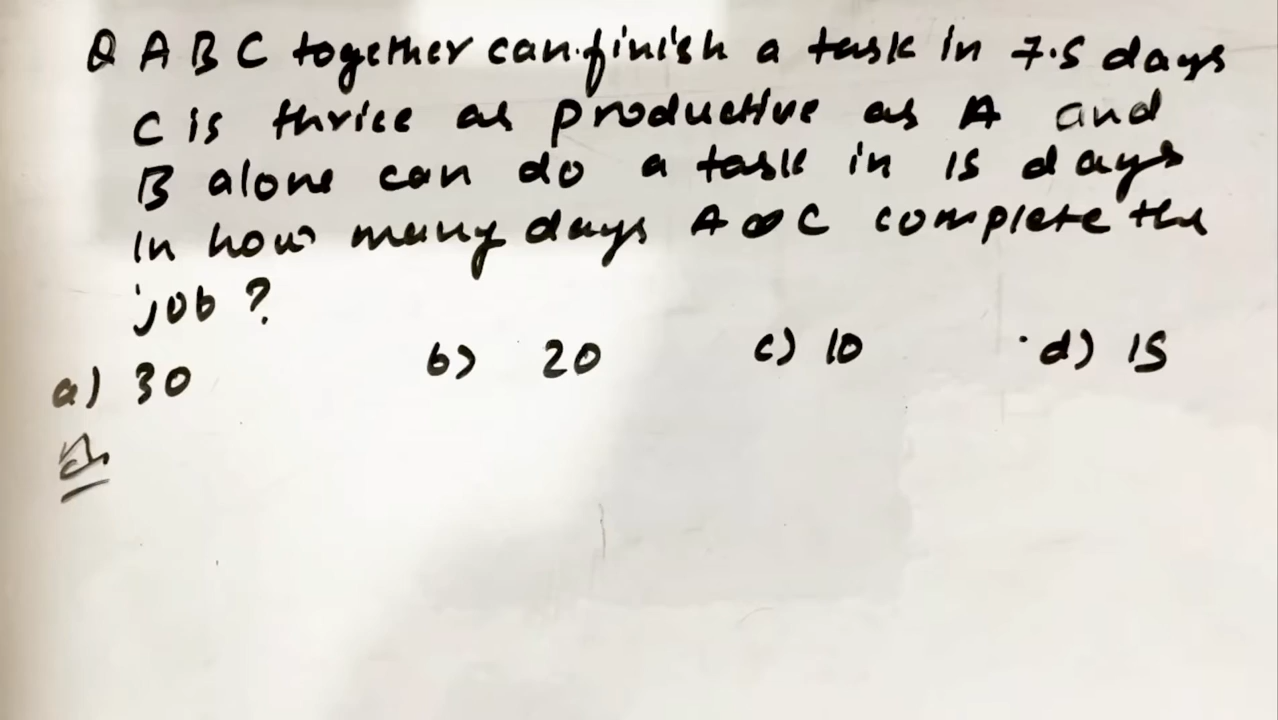 Q A B C together can finish a task in 7.5 days
C is thrice as productive as A and
B alone can do a task in 15 days
In how many days A & C complete the
job ?
a) 30 b) 20 c) 10 d) 15